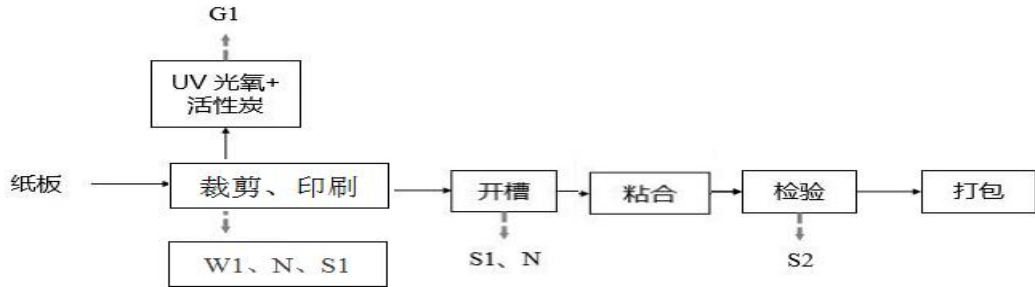 G1
UV 光氧+
活性炭
纸板
裁剪、印刷
开槽
粘合
检验
打包
W1、N、S1
S1、N
S2